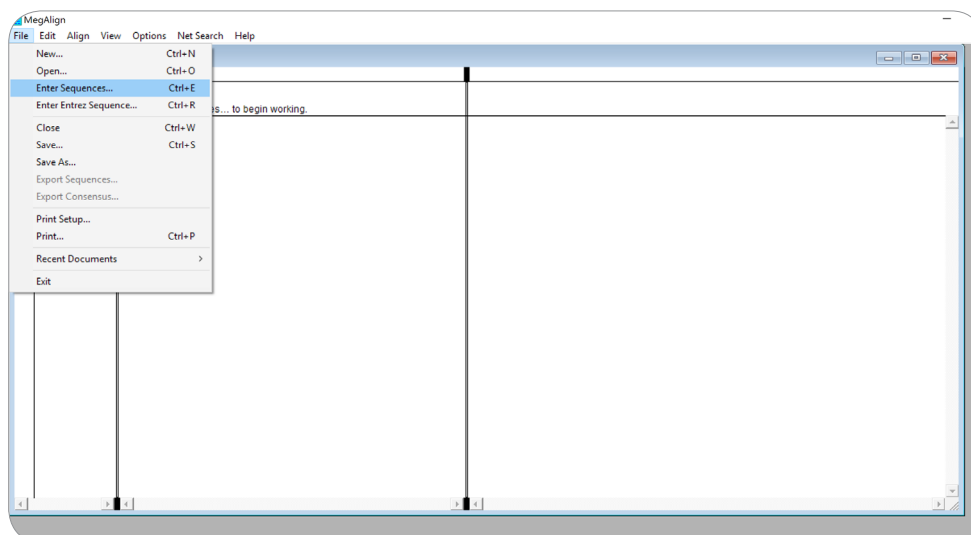 MegAlign
File Edit Align View Options Net Search Help
New... Ctrl+N
Open... Ctrl+O
Enter Sequences... Ctrl+E
Enter Entrez Sequence... Ctrl+R
es... to begin working.
Close Ctrl+W
Save... Ctrl+S
Save As...
Export Sequences...
Export Consensus...
Print Setup...
Print... Ctrl+P
Recent Documents
Exit